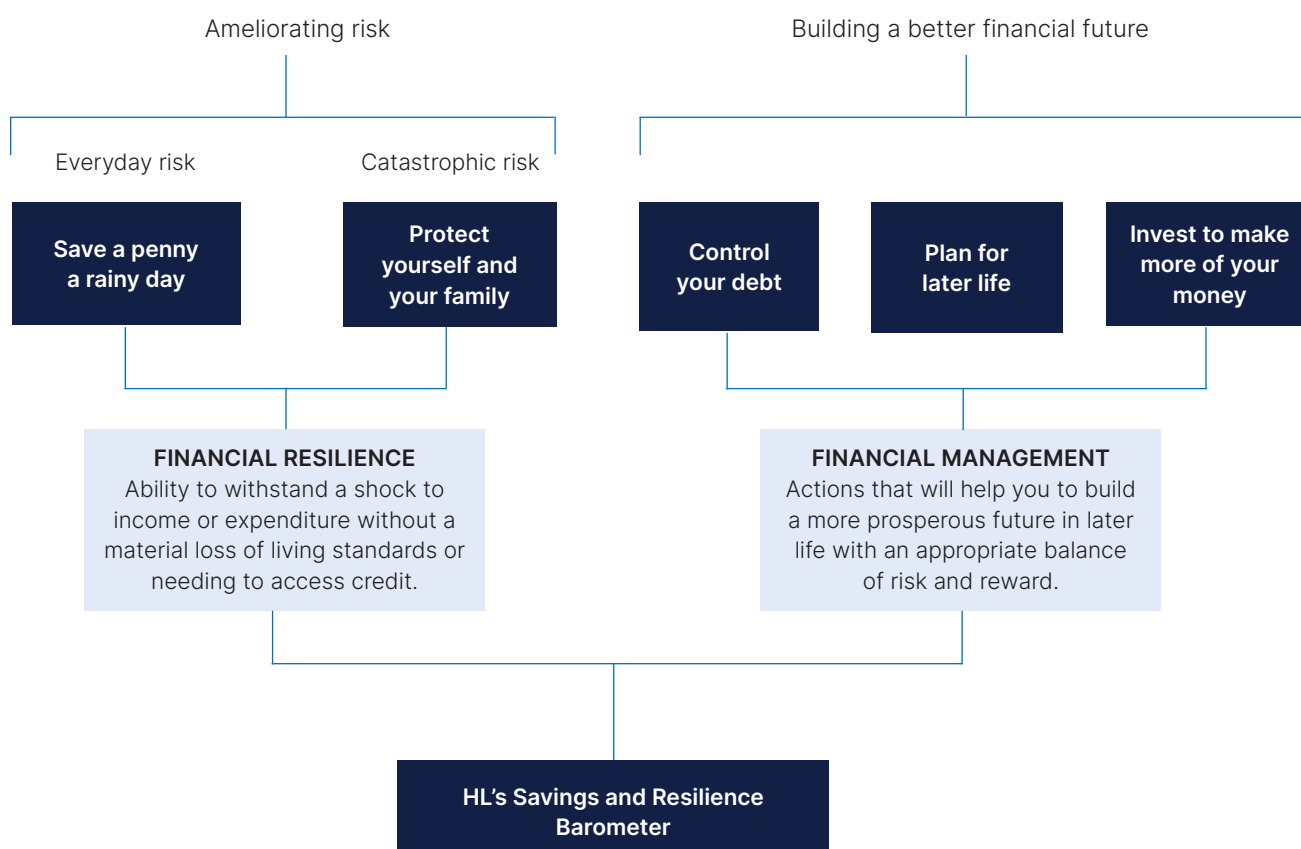 Ameliorating risk
Building a better financial future
Everyday risk
Catastrophic risk
Save a penny
a rainy day
Protect
yourself and
your family
Control
your debt
Plan for
later life
Invest to make
more of your
money
FINANCIAL RESILIENCE
Ability to withstand a shock to
income or expenditure without a
material loss of living standards or
needing to access credit.
FINANCIAL MANAGEMENT
Actions that will help you to build
a more prosperous future in later
life with an appropriate balance
of risk and reward.
HL's Savings and Resilience
Barometer